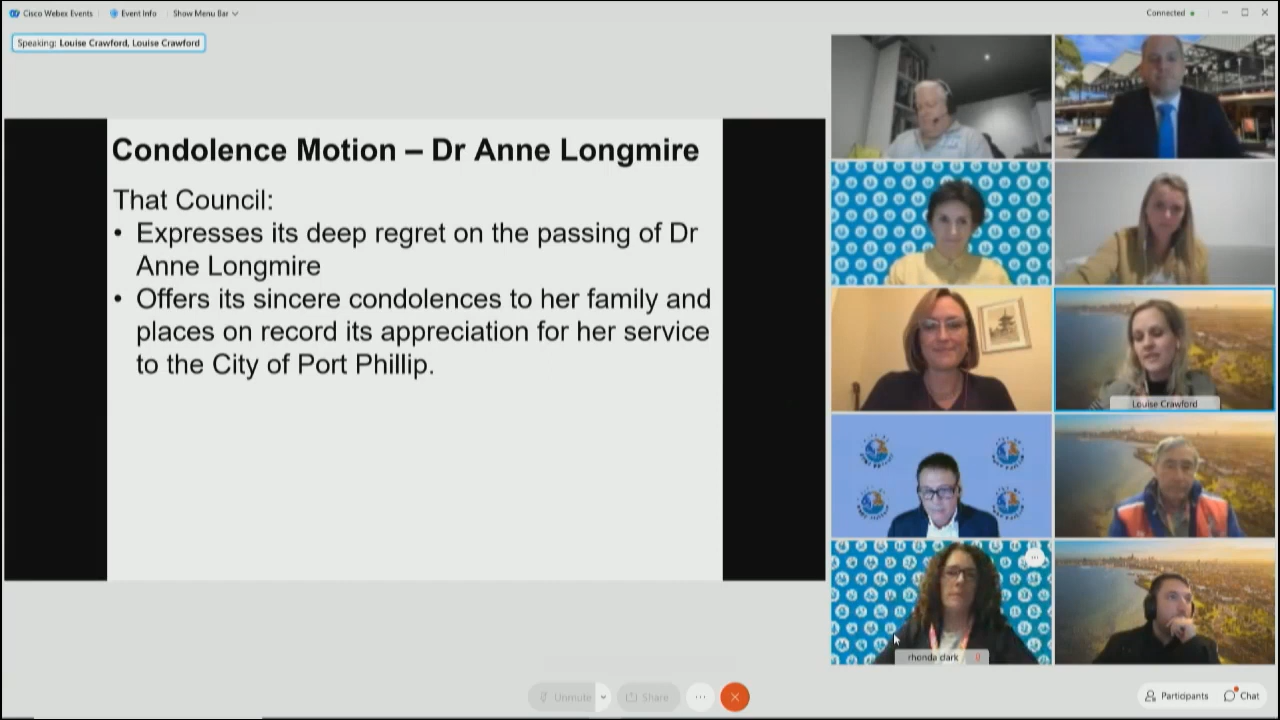 Cisco Webex Events Event Info Show Menu Bar Connected
Speaking: Louise Crawford, Louise Crawford
Condolence Motion – Dr Anne Longmire
That Council:
• Expresses its deep regret on the passing of Dr
Anne Longmire
• Offers its sincere condolences to her family and
places on record its appreciation for her service
to the City of Port Phillip.
Louise Crawford
rhonda clark
Unmute Share Participants Chat